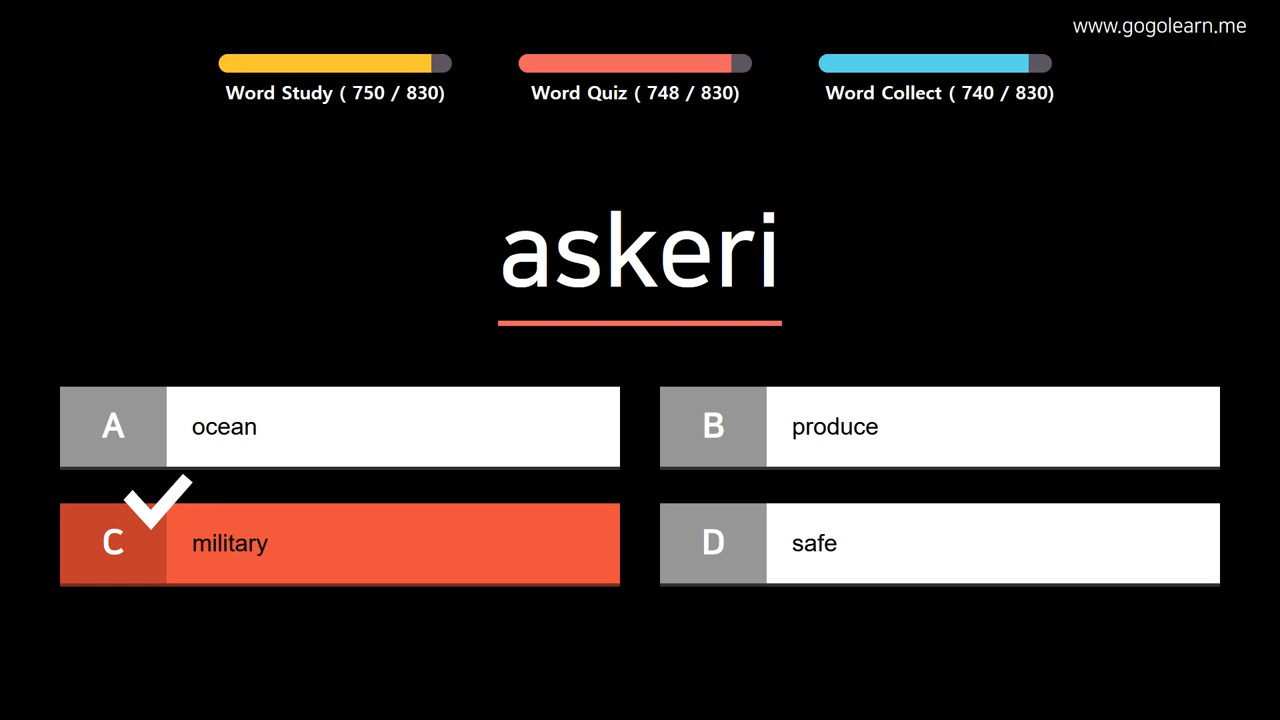 www.gogolearn.me
Word Study ( 750 / 830)
Word Quiz ( 748 / 830)
Word Collect ( 740 / 830)
askeri
A ocean
B produce
C military
D safe